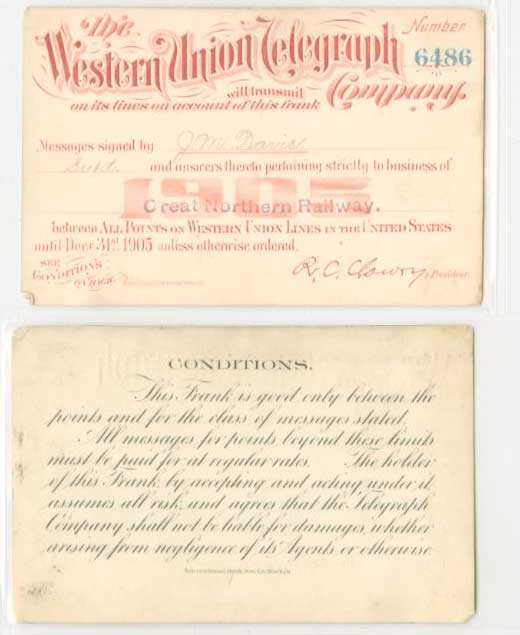 The
Number
Western Union Telegraph
6486
will transmit
Company
on its lines on account of this frank
Messages signed by J. M. Davis
Supt. and answers thereto pertaining strictly to business of
1905
Great Northern Railway.
between ALL POINTS ON WESTERN UNION LINES IN THE UNITED STATES
until Decr. 31st 1905 unless otherwise ordered.
SEE
CONDITIONS
R. C. Clowry, President
CONDITIONS.
This Frank is good only between the
points and for the class of messages stated.
All messages for points beyond these limits
must be paid for at regular rates. The holder
of this Frank by accepting and acting under it
assumes all risk and agrees that the Telegraph
Company shall not be liable for damages, whether
arising from negligence of its Agents or otherwise.